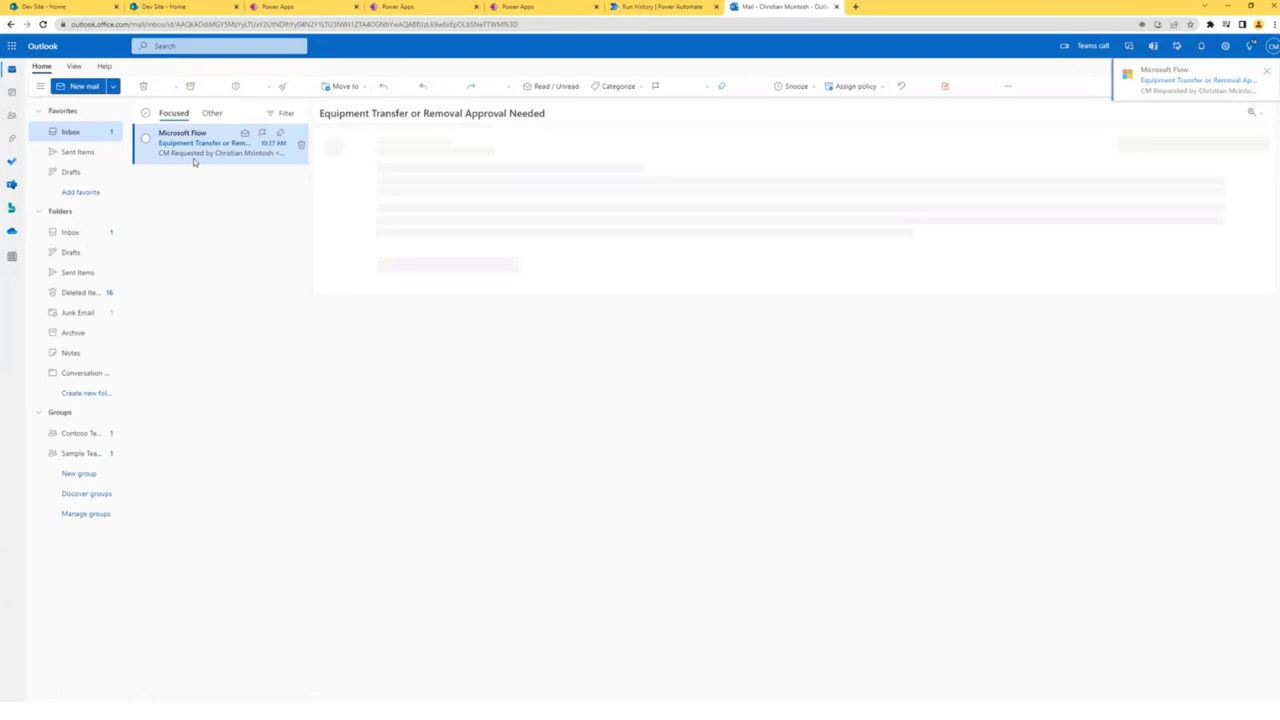 Dev Site - Home
Dev Site - Home
Power Apps
Power Apps
Power Apps
Run History | Power Automate
Mail - Christian Mcintosh - Outl
Outlook
Search
Teams call
CM
Home
View
Help
New mail
Move to
Read / Unread
Categorize
Snooze
Assign policy
Microsoft Flow
Equipment Transfer or Removal Ap...
CM Requested by Christian Mcinto...
Favorites
Inbox 1
Sent Items
Drafts
Add favorite
Folders
Inbox 1
Drafts
Sent Items
Deleted Ite... 16
Junk Email 1
Archive
Notes
Conversation ...
Create new fol...
Groups
Contoso Te... 1
Sample Tea... 1
New group
Discover groups
Manage groups
Focused
Other
Filter
Microsoft Flow
Equipment Transfer or Rem... 10:37 AM
CM Requested by Christian Mcintosh <...
Equipment Transfer or Removal Approval Needed